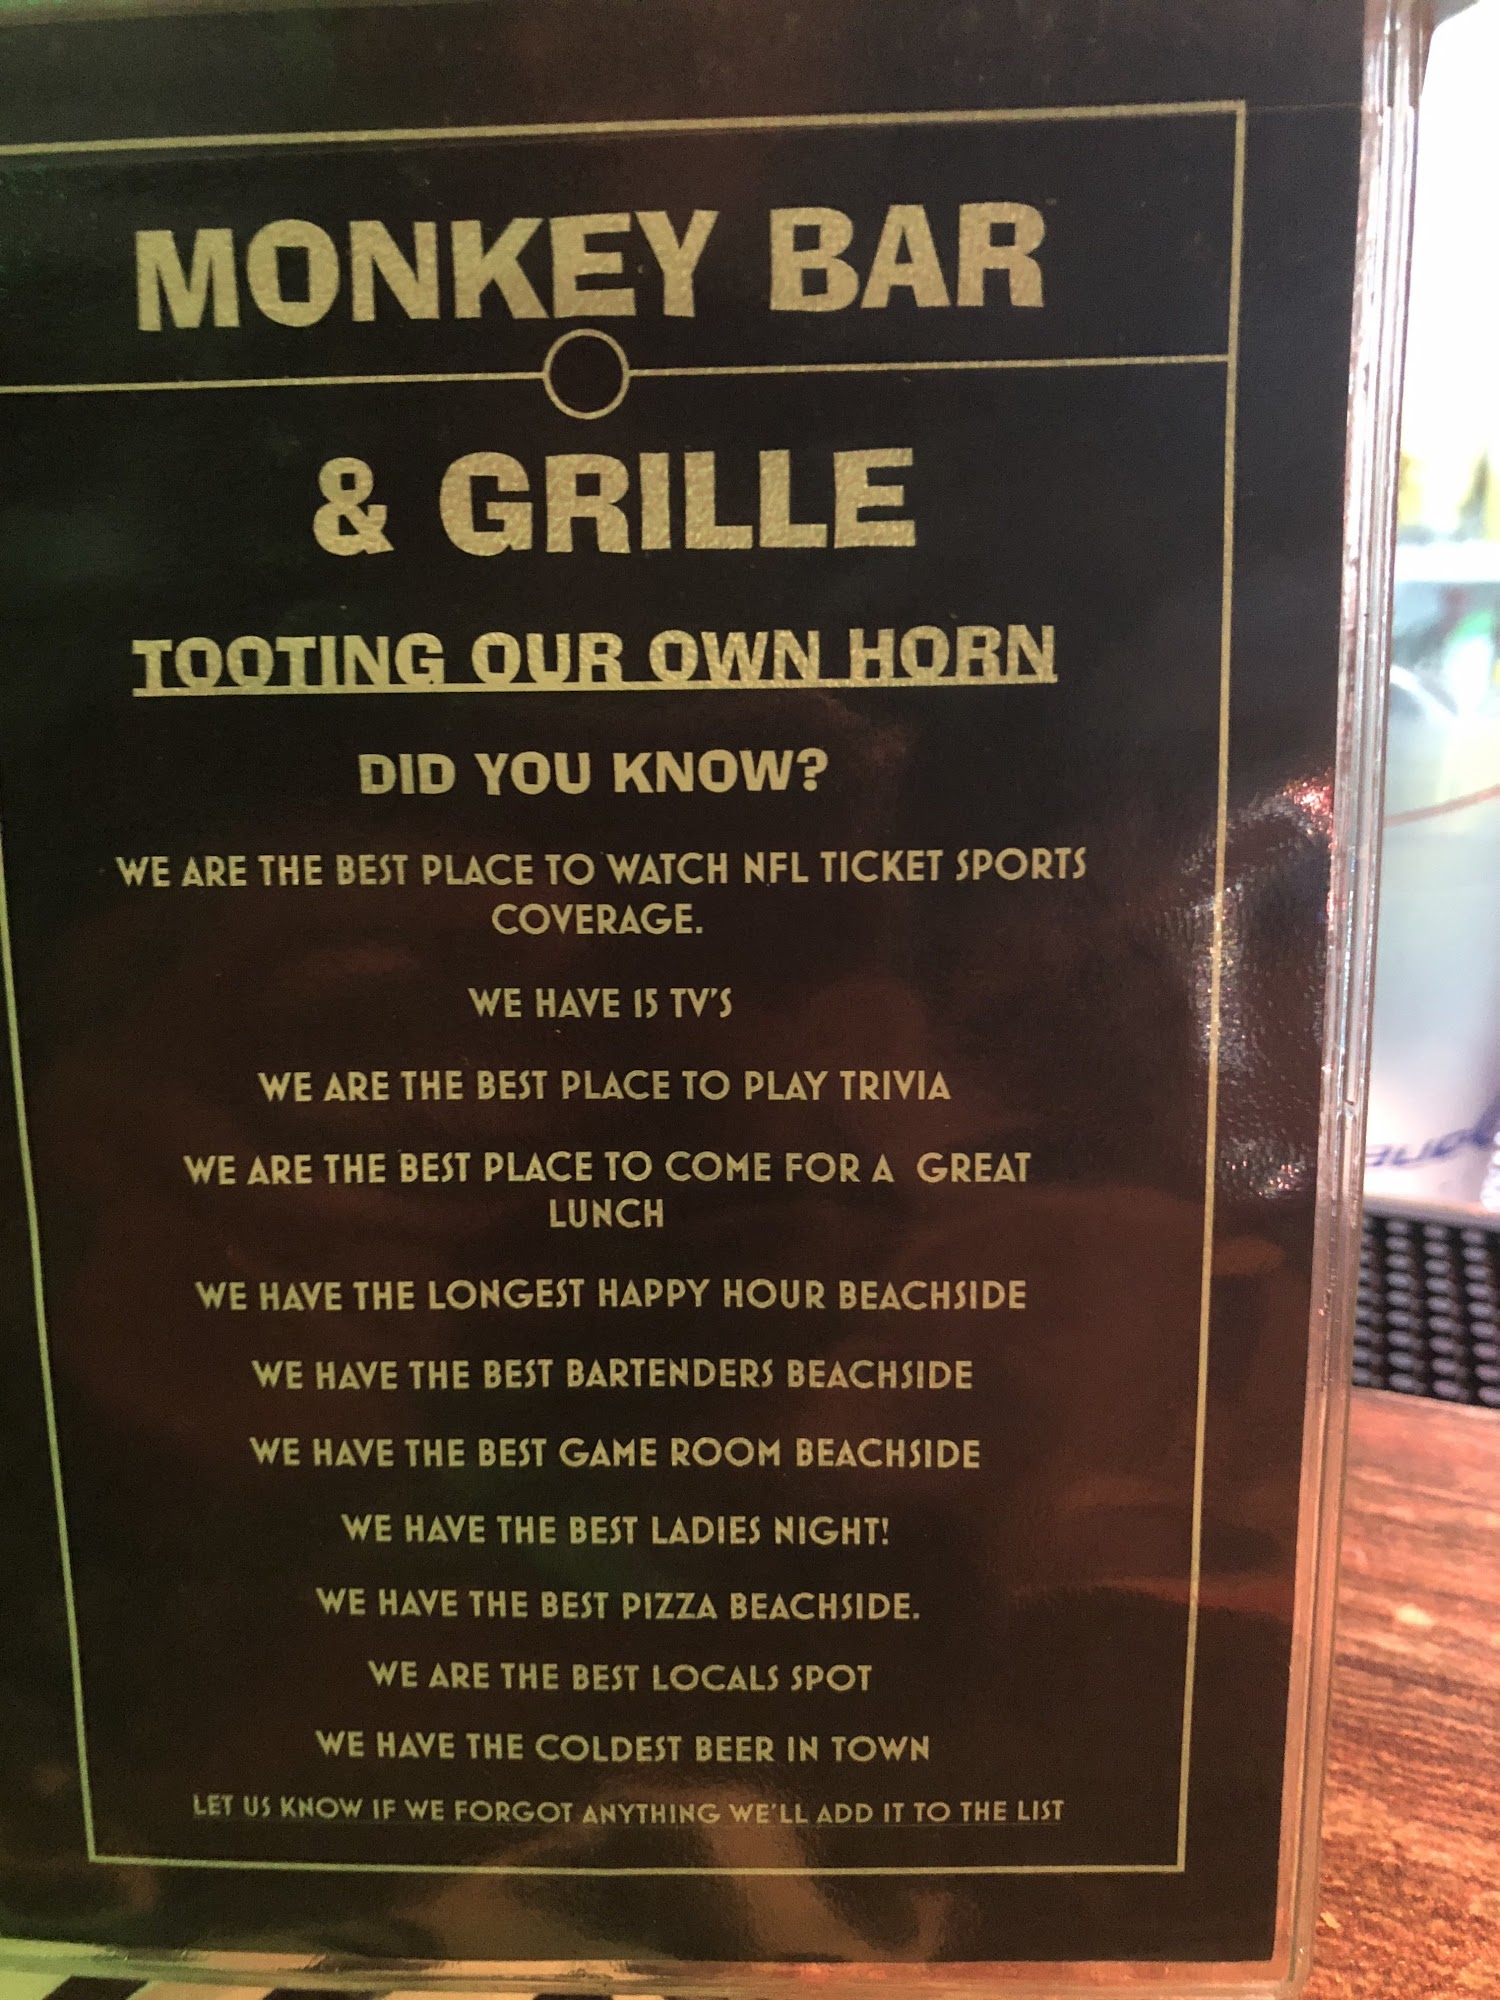 MONKEY BAR
& GRILLE
TOOTING OUR OWN HORN
DID YOU KNOW?
WE ARE THE BEST PLACE TO WATCH NFL TICKET SPORTS
COVERAGE.
WE HAVE 15 TV'S
WE ARE THE BEST PLACE TO PLAY TRIVIA
WE ARE THE BEST PLACE TO COME FOR A GREAT
LUNCH
WE HAVE THE LONGEST HAPPY HOUR BEACHSIDE
WE HAVE THE BEST BARTENDERS BEACHSIDE
WE HAVE THE BEST GAME ROOM BEACHSIDE
WE HAVE THE BEST LADIES NIGHT!
WE HAVE THE BEST PIZZA BEACHSIDE.
WE ARE THE BEST LOCALS SPOT
WE HAVE THE COLDEST BEER IN TOWN
LET US KNOW IF WE FORGOT ANYTHING WE'LL ADD IT TO THE LIST